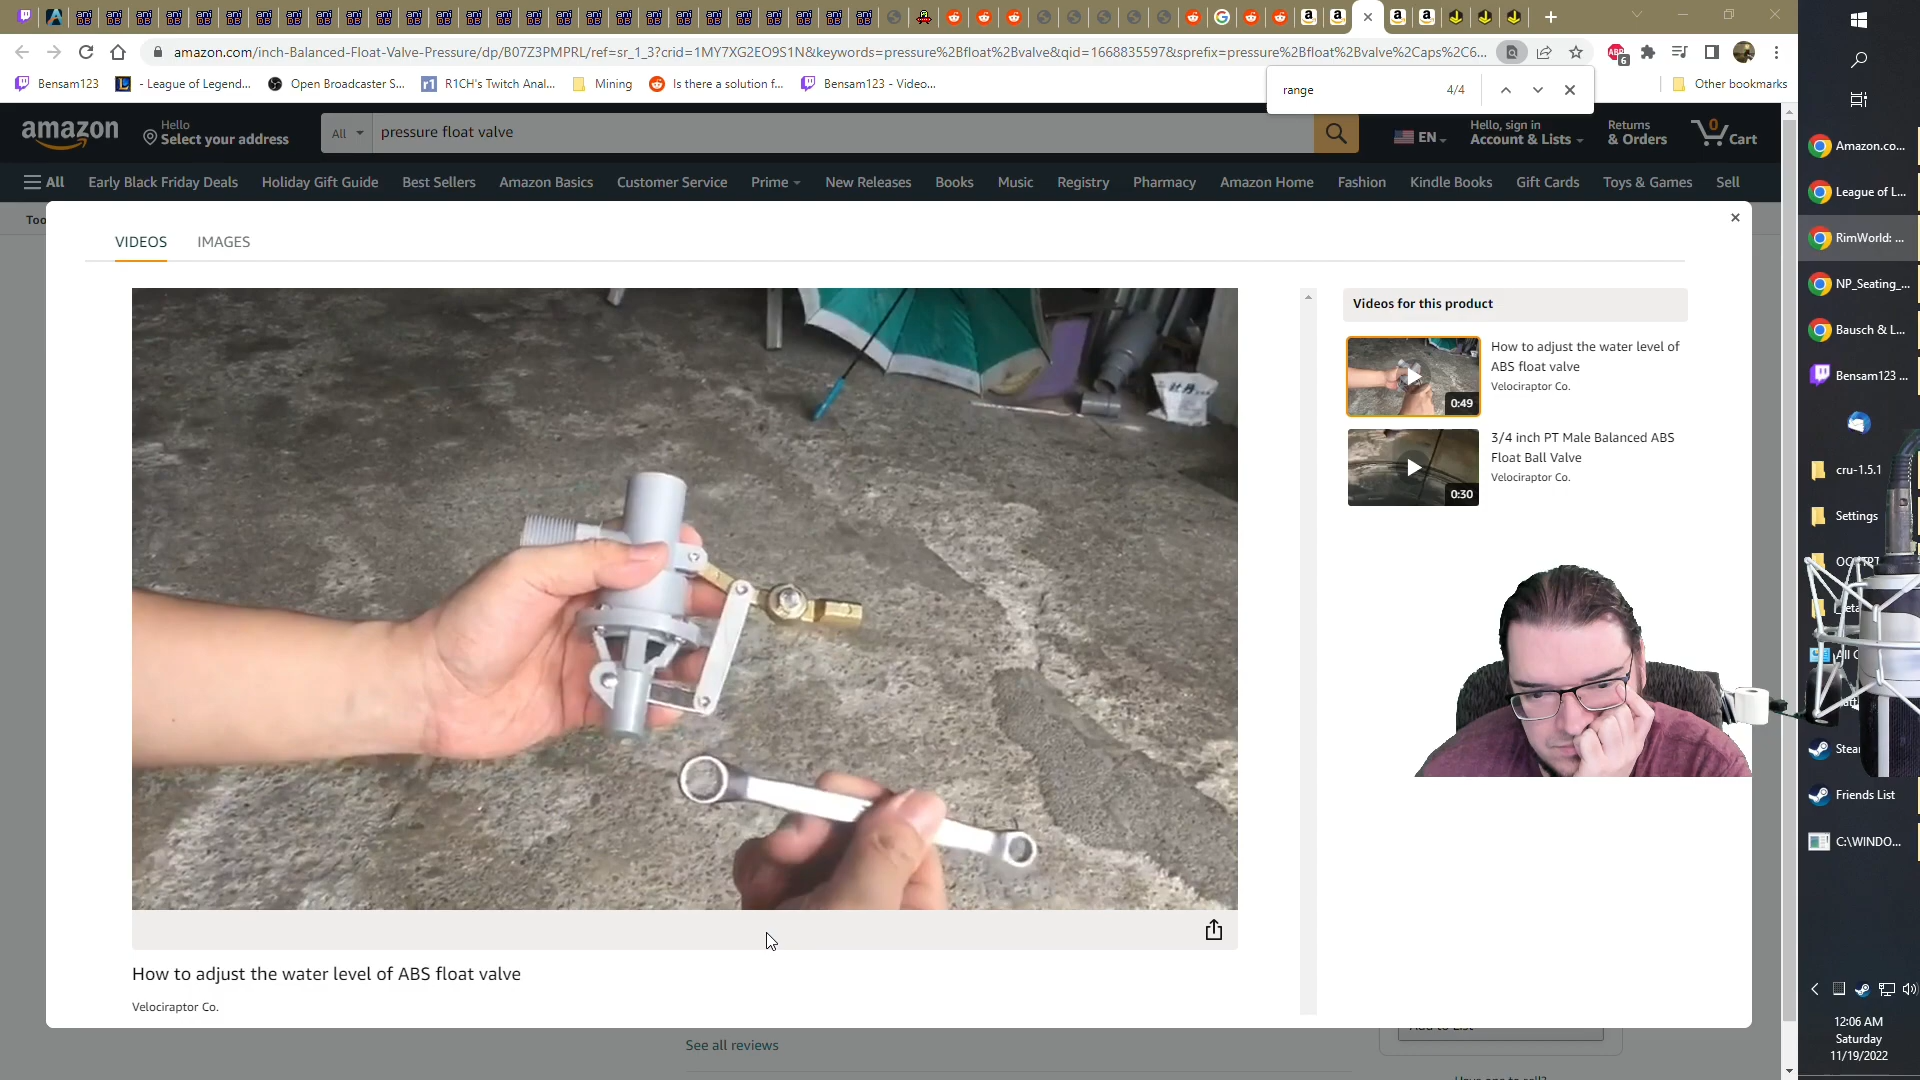 amazon.com/inch-Balanced-Float-Valve-Pressure/dp/B07Z3PMPRL/ref=sr_1_3?crid=1MY7XG2EO9S1N&keywords=pressure%2Bfloat%2Bvalve&qid=1668835597&sprefix=pressure%2Bfloat%2Bvalve%2Caps%2C6...
Bensam123
- League of Legend...
Open Broadcaster S...
R1CH's Twitch Anal...
Mining
Is there a solution f...
Bensam123 - Video...
Other bookmarks
range
4/4
amazon
Hello
Select your address
All
pressure float valve
EN
Hello, sign in
Account & Lists
Returns
& Orders
0
Cart
All
Early Black Friday Deals
Holiday Gift Guide
Best Sellers
Amazon Basics
Customer Service
Prime
New Releases
Books
Music
Registry
Pharmacy
Amazon Home
Fashion
Kindle Books
Gift Cards
Toys & Games
Sell
VIDEOS
IMAGES
Videos for this product
How to adjust the water level of
ABS float valve
Velociraptor Co.
0:49
3/4 inch PT Male Balanced ABS
Float Ball Valve
Velociraptor Co.
0:30
How to adjust the water level of ABS float valve
Velociraptor Co.
See all reviews
Amazon.co...
League of L...
RimWorld: ...
NP_Seating_...
Bausch & L...
Bensam123 ...
cru-1.5.1
Settings
Friends List
C:\WINDO...
12:06 AM
Saturday
11/19/2022